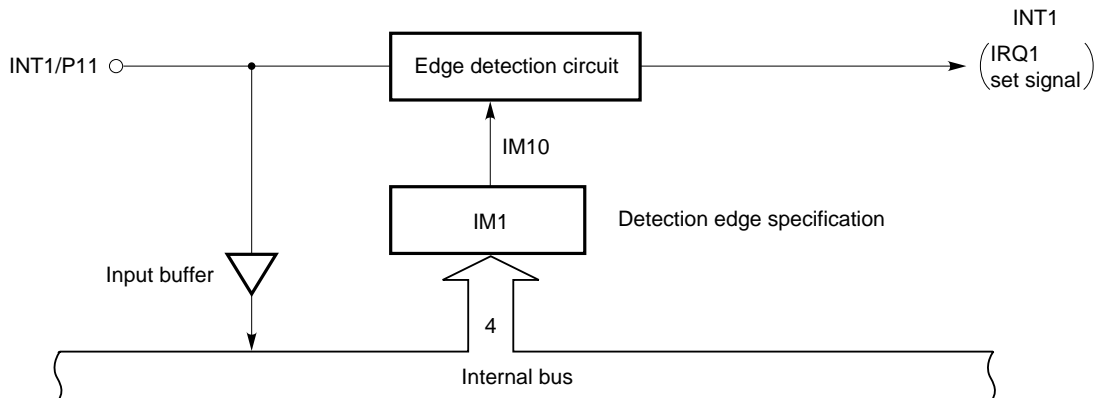 INT1
INT1/P11
Edge detection circuit
(IRQ1
set signal)
IM10
IM1
Detection edge specification
Input buffer
4
Internal bus